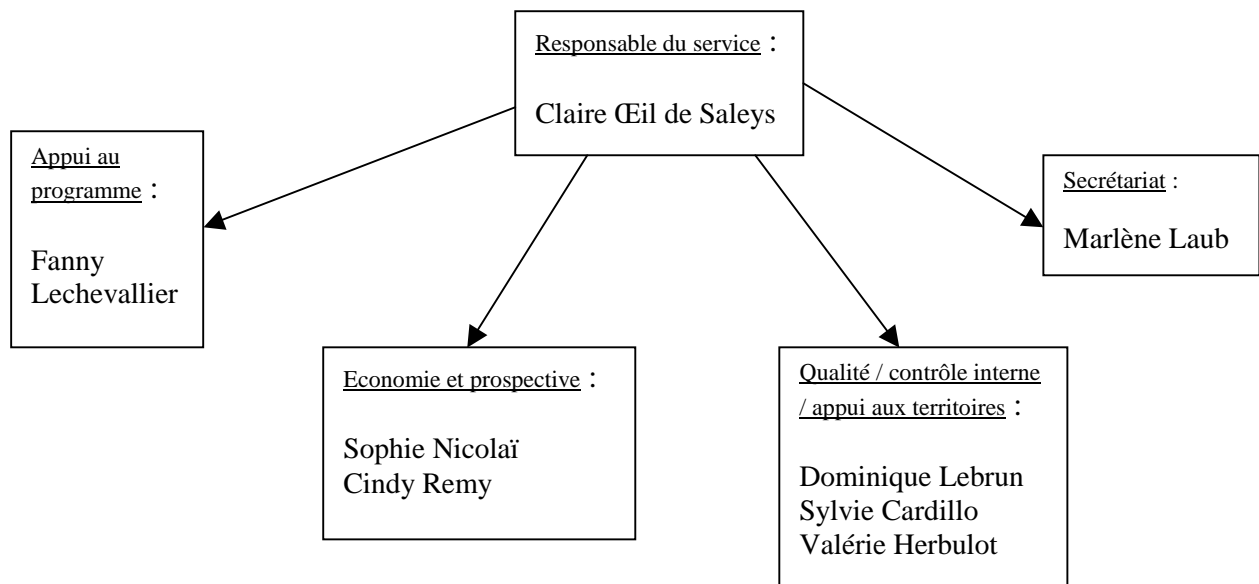 Responsable du service :
Claire Œil de Saleys
Appui au
programme :
Fanny
Lechevallier
Secrétariat :
Marlène Laub
Economie et prospective :
Sophie Nicolaï
Cindy Remy
Qualité / contrôle interne
/ appui aux territoires :
Dominique Lebrun
Sylvie Cardillo
Valérie Herbulot